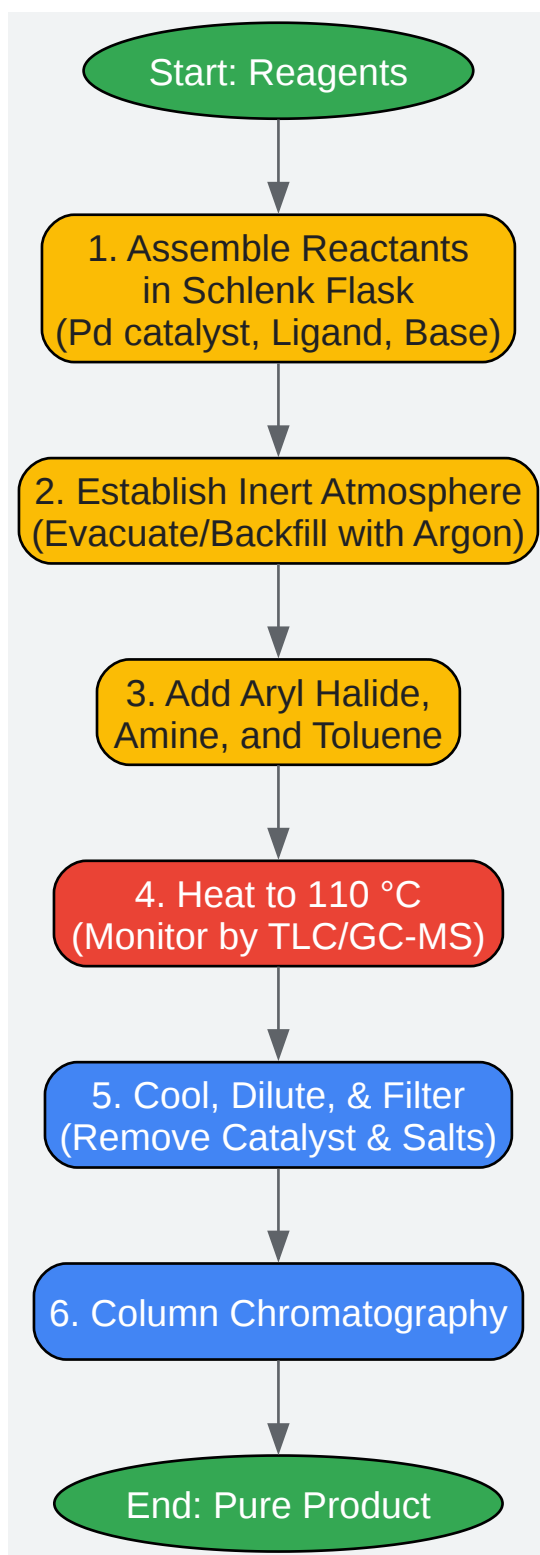 Start: Reagents
1. Assemble Reactants
in Schlenk Flask
(Pd catalyst, Ligand, Base)
2. Establish Inert Atmosphere
(Evacuate/Backfill with Argon)
3. Add Aryl Halide,
Amine, and Toluene
4. Heat to 110 °C
(Monitor by TLC/GC-MS)
5. Cool, Dilute, & Filter
(Remove Catalyst & Salts)
6. Column Chromatography
End: Pure Product